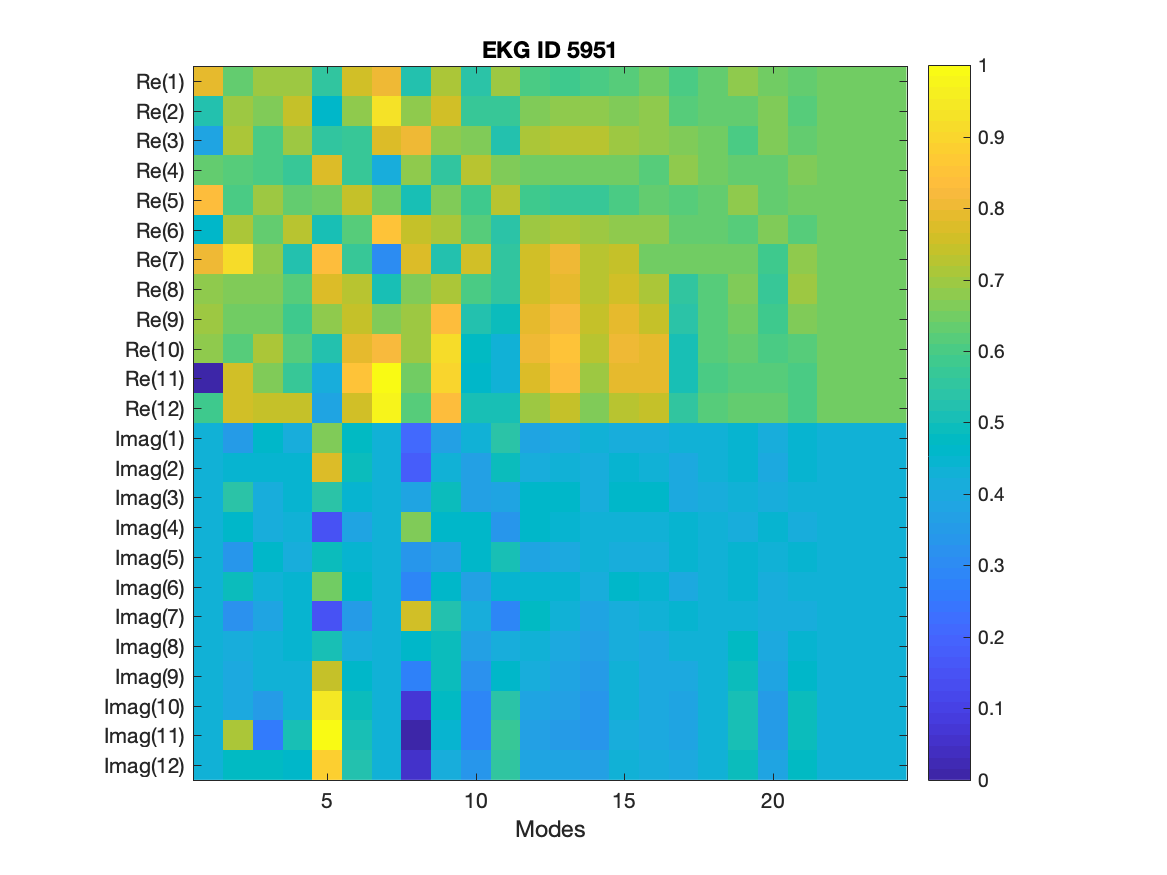 EKG ID 5951
Re(1)
Re(2)
Re(3)
Re(4)
Re(5)
Re(6)
Re(7)
Re(8)
Re(9)
Re(10)
Re(11)
Re(12)
Imag(1)
Imag(2)
Imag(3)
Imag(4)
Imag(5)
Imag(6)
Imag(7)
Imag(8)
Imag(9)
Imag(10)
Imag(11)
Imag(12)
5 10 15 20
Modes
1
0.9
0.8
0.7
0.6
0.5
0.4
0.3
0.2
0.1
0